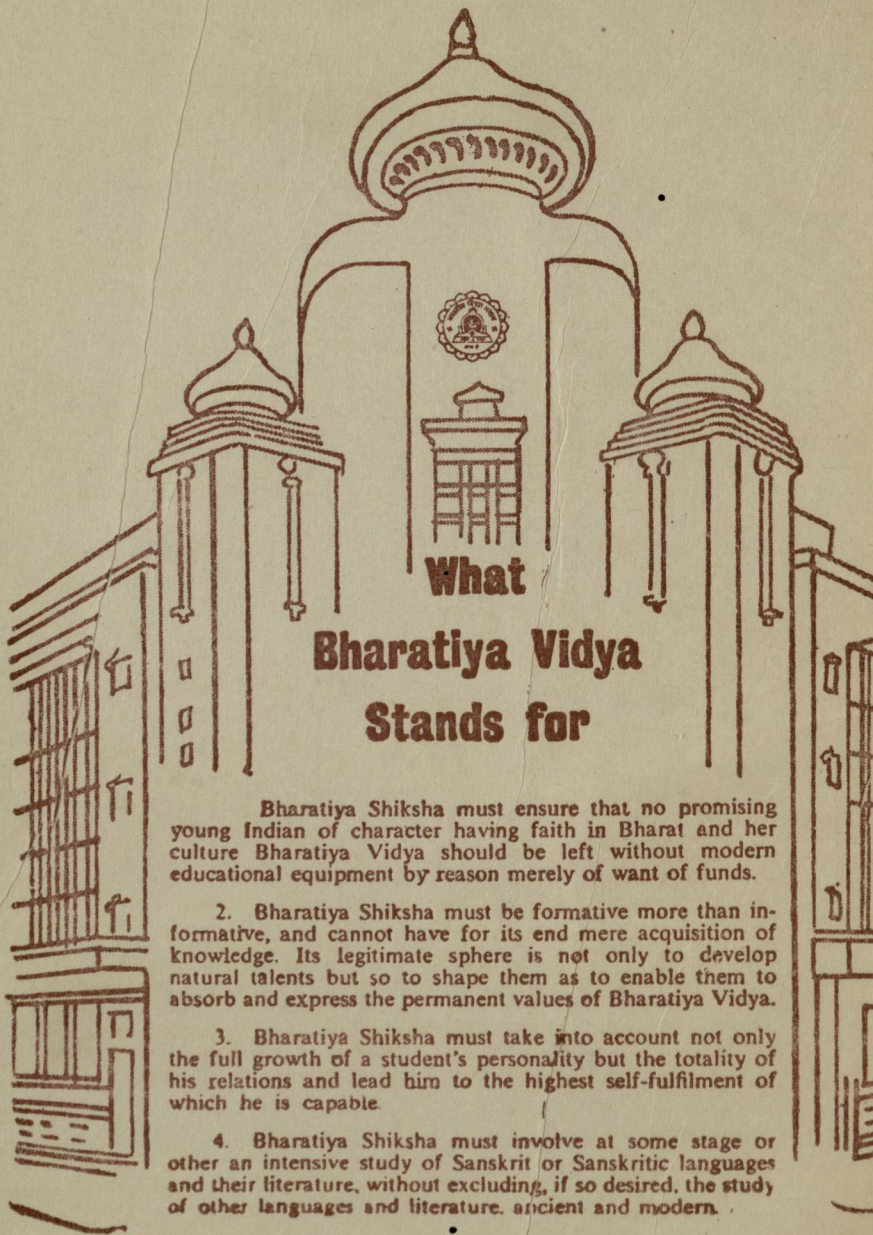 What
Bharatiya Vidya
Stands for
Bharatiya Shiksha must ensure that no promising
young Indian of character having faith in Bharat and her
culture Bharatiya Vidya should be left without modern
educational equipment by reason merely of want of funds.
2. Bharatiya Shiksha must be formative more than in-
formative, and cannot have for its end mere acquisition of
knowledge. Its legitimate sphere is not only to develop
natural talents but so to shape them as to enable them to
absorb and express the permanent values of Bharatiya Vidya.
3. Bharatiya Shiksha must take into account not only
the full growth of a student's personality but the totality of
his relations and lead him to the highest self-fulfilment of
which he is capable.
4. Bharatiya Shiksha must involve at some stage or
other an intensive study of Sanskrit or Sanskritic languages
and their literature, without excluding, if so desired, the study
of other languages and literature, ancient and modern.